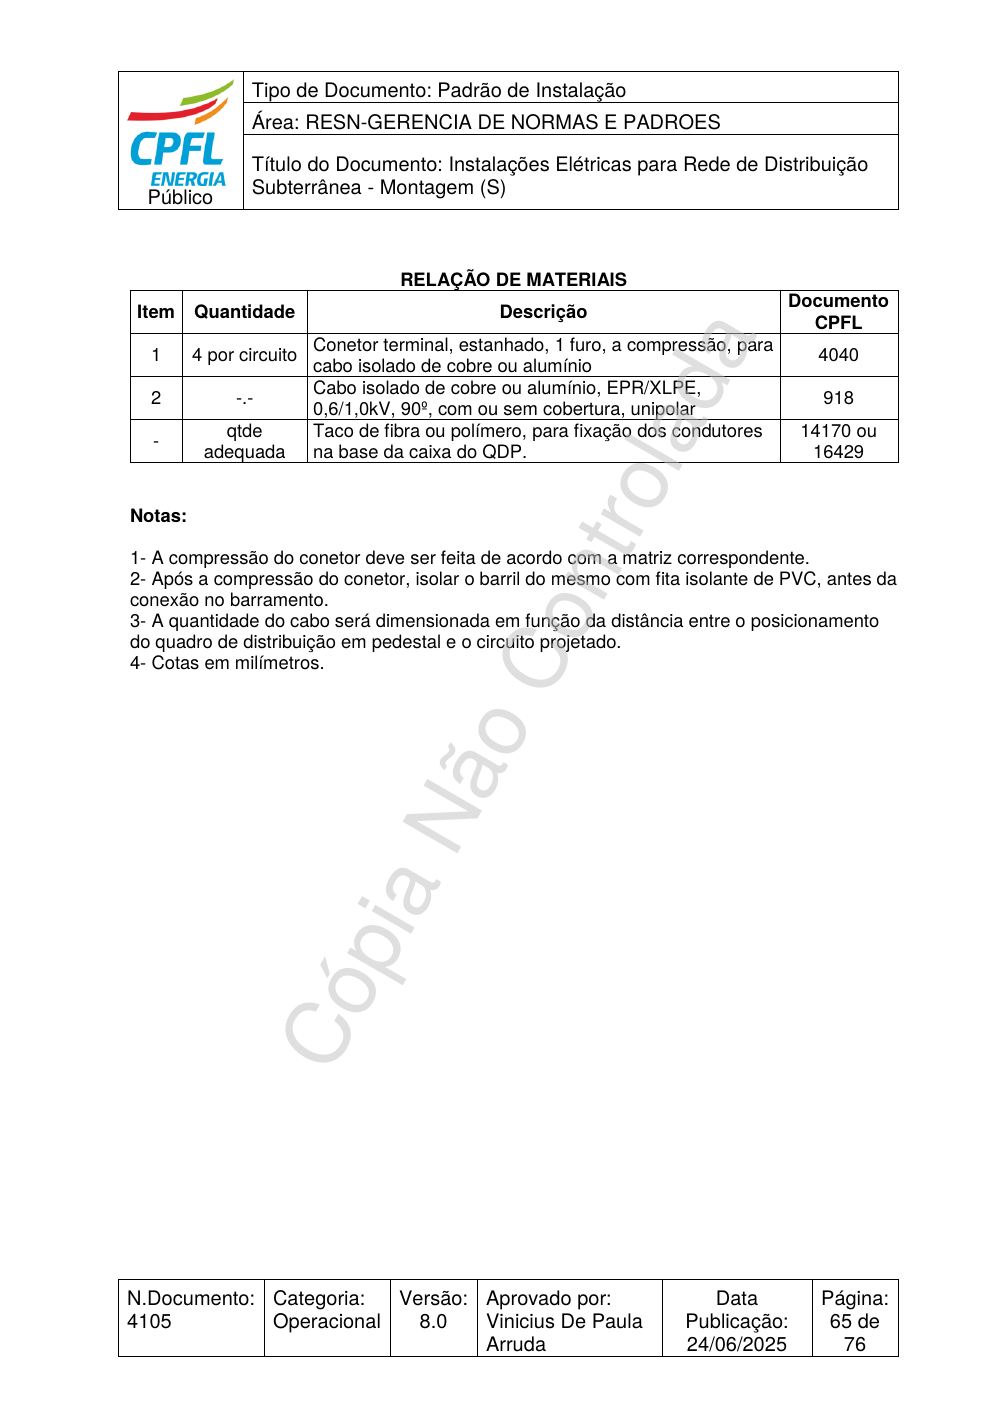 CPFL
ENERGIA
Público
Tipo de Documento: Padrão de Instalação
Área: RESN-GERENCIA DE NORMAS E PADROES
Título do Documento: Instalações Elétricas para Rede de Distribuição
Subterrânea - Montagem (S)
RELAÇÃO DE MATERIAIS
Item Quantidade Descrição Documento
CPFL
1 4 por circuito Conetor terminal, estanhado, 1 furo, a compressão, para
cabo isolado de cobre ou alumínio 4040
2 -.- Cabo isolado de cobre ou alumínio, EPR/XLPE,
0,6/1,0kV, 90º, com ou sem cobertura, unipolar 918
- qtde
adequada Taco de fibra ou polímero, para fixação dos condutores
na base da caixa do QDP. 14170 ou
16429
Notas:
1- A compressão do conetor deve ser feita de acordo com a matriz correspondente.
2- Após a compressão do conetor, isolar o barril do mesmo com fita isolante de PVC, antes da
conexão no barramento.
3- A quantidade do cabo será dimensionada em função da distância entre o posicionamento
do quadro de distribuição em pedestal e o circuito projetado.
4- Cotas em milímetros.
Cópia Não Controlada
N.Documento:
4105
Categoria:
Operacional
Versão:
8.0
Aprovado por:
Vinicius De Paula
Arruda
Data
Publicação:
24/06/2025
Página:
65 de
76